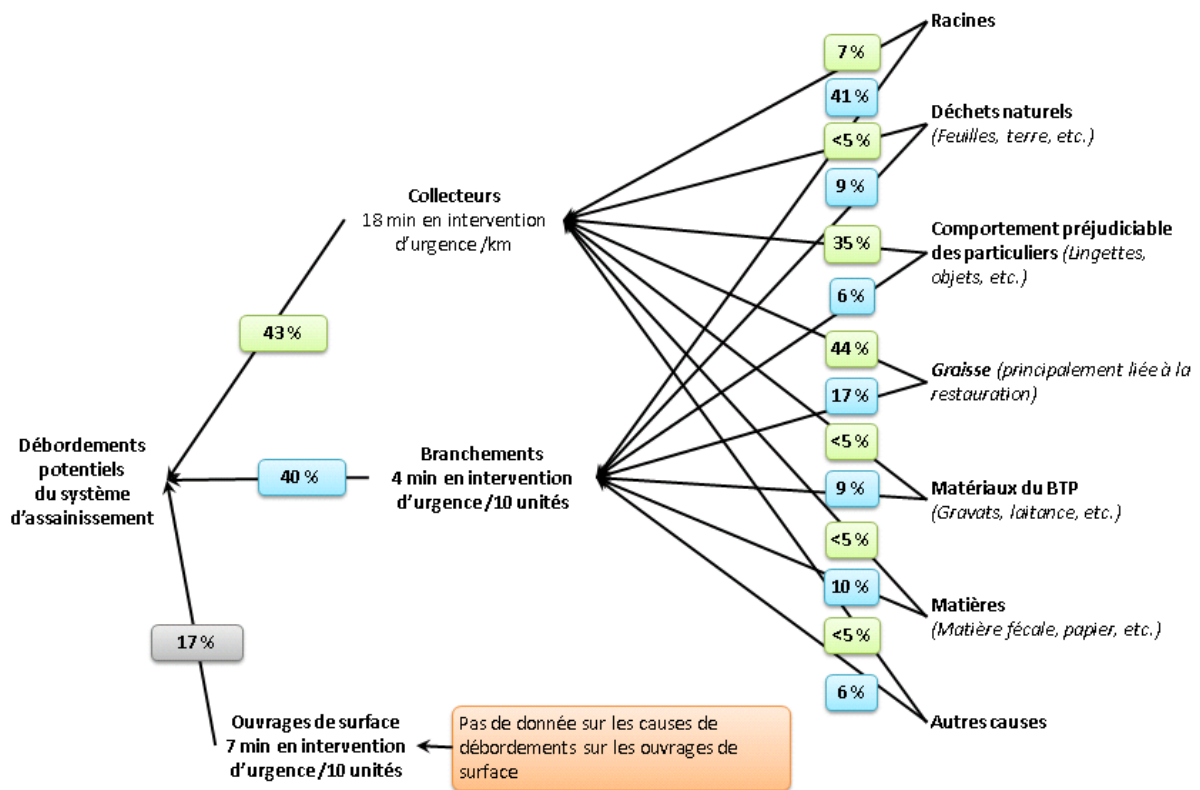 Racines
7 %
41 %
Déchets naturels
(Feuilles, terre, etc.)
<5 %
9 %
Collecteurs
18 min en intervention
d'urgence /km
Comportement préjudiciable
des particuliers (Lingettes,
objets, etc.)
35 %
6 %
43 %
44 %
Graisse (principalement liée à la
restauration)
17 %
<5 %
Débordements
potentiels
du système
d'assainissement
40 %
Branchements
4 min en intervention
d'urgence /10 unités
9 %
Matériaux du BTP
(Gravats, laitance, etc.)
<5 %
10 %
Matières
(Matière fécale, papier, etc.)
17 %
<5 %
6 %
Autres causes
Ouvrages de surface
7 min en intervention
d'urgence /10 unités
Pas de donnée sur les causes de
débordements sur les ouvrages de
surface